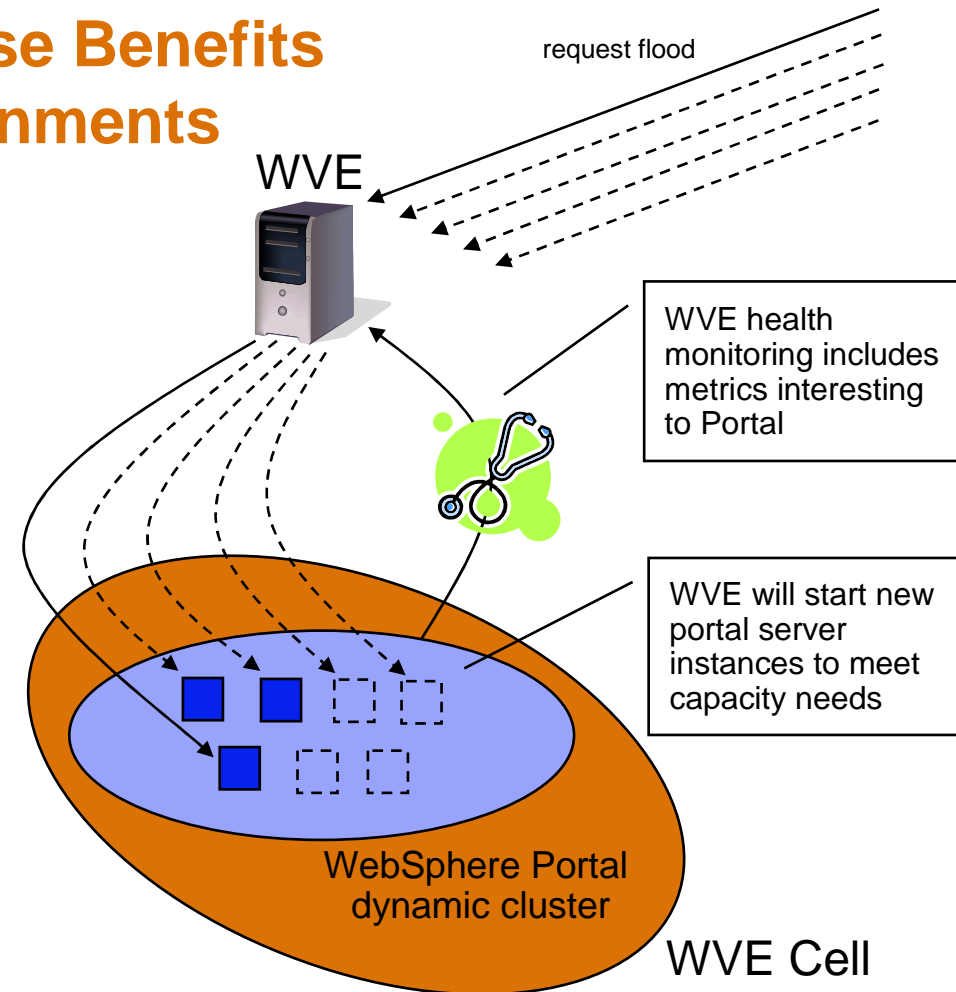 se Benefits
nments
request flood
WVE
WVE health
monitoring includes
metrics interesting
to Portal
WVE will start new
portal server
instances to meet
capacity needs
WebSphere Portal
dynamic cluster
WVE Cell